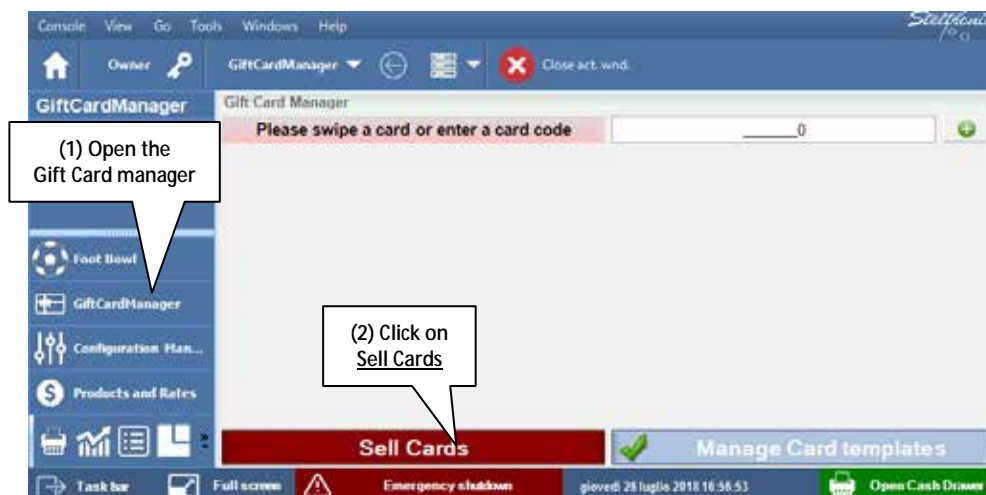 Console View Go Tools Windows Help
Owner GiftCardManager Close act. wnd.
GiftCardManager
Gift Card Manager
Please swipe a card or enter a card code
_____0
(1) Open the
Gift Card manager
Foot Bowl
GiftCardManager
Configuration Man...
Products and Rates
(2) Click on
Sell Cards
Sell Cards
Manage Card templates
Task bar Full screen Emergency shutdown giovedì 26 luglio 2018 16:56:53 Open Cash Drawer